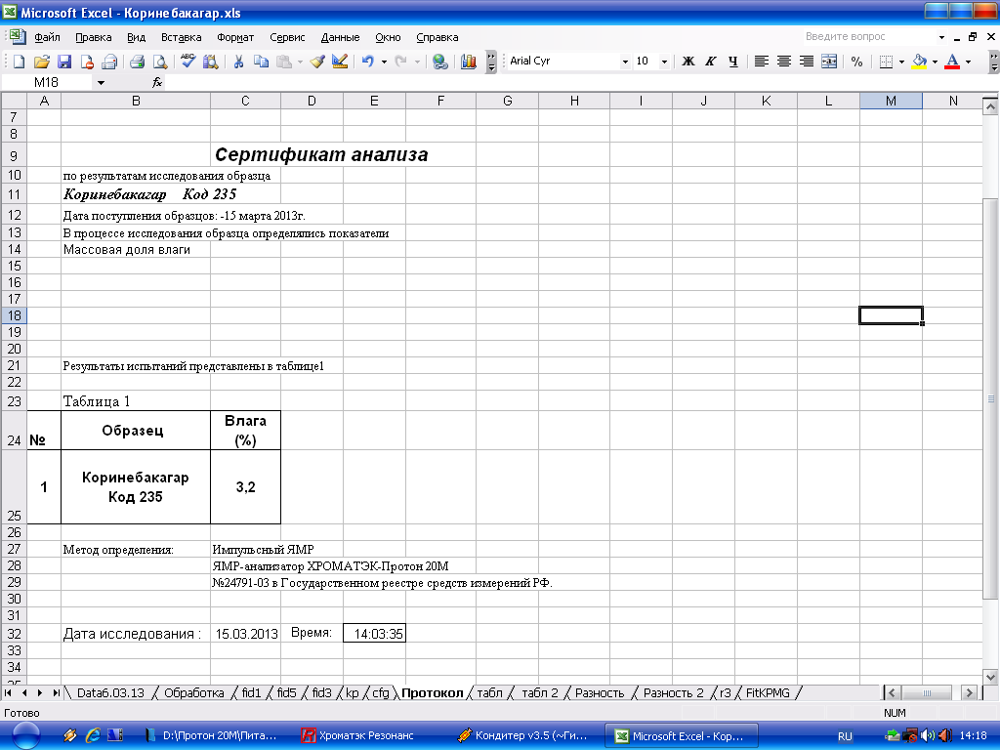 Microsoft Excel - Коринебакагар.xls
Файл Правка Вид Вставка Формат Сервис Данные Окно Справка Введите вопрос
Arial Cyr 10 Ж К Ч %
M18 fx
A B C D E F G H I J K L M N
7
8
9 Сертификат анализа
10 по результатам исследования образца
11 Коринебакагар Код 235
12 Дата поступления образцов: -15 марта 2013г.
13 В процессе исследования образца определялись показатели
14 Массовая доля влаги
15
16
17
18
19
20
21 Результаты испытаний представлены в таблице1
22
23 Таблица 1
24 № Образец Влага (%)
25 1 Коринебакагар Код 235 3,2
26
27 Метод определения: Импульсный ЯМР
28 ЯМР-анализатор ХРОМАТЭК-Протон 20М
29 №24791-03 в Государственном реестре средств измерений РФ.
30
31
32 Дата исследования : 15.03.2013 Время: 14:03:35
33
34
Data6.03.13 Обработка fid1 fid5 fid3 kp cfg Протокол табл табл 2 Разность Разность 2 r3 FitKPMG
Готово NUM
D:\Протон 20М\Пита... Хроматэк Резонанс Кондитер v3.5 (~Ги... Microsoft Excel - Кор... RU 14:18